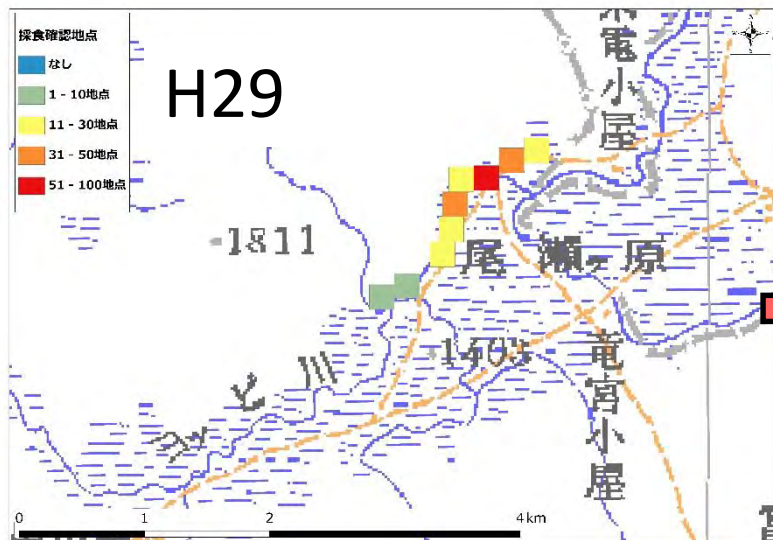 採食確認地点
なし
1 - 10地点
11 - 30地点
31 - 50地点
51 - 100地点
H29
電小屋
1811
尾瀬ヶ原
1403
竜宮小屋
ヨッピ川
0 1 2 4km